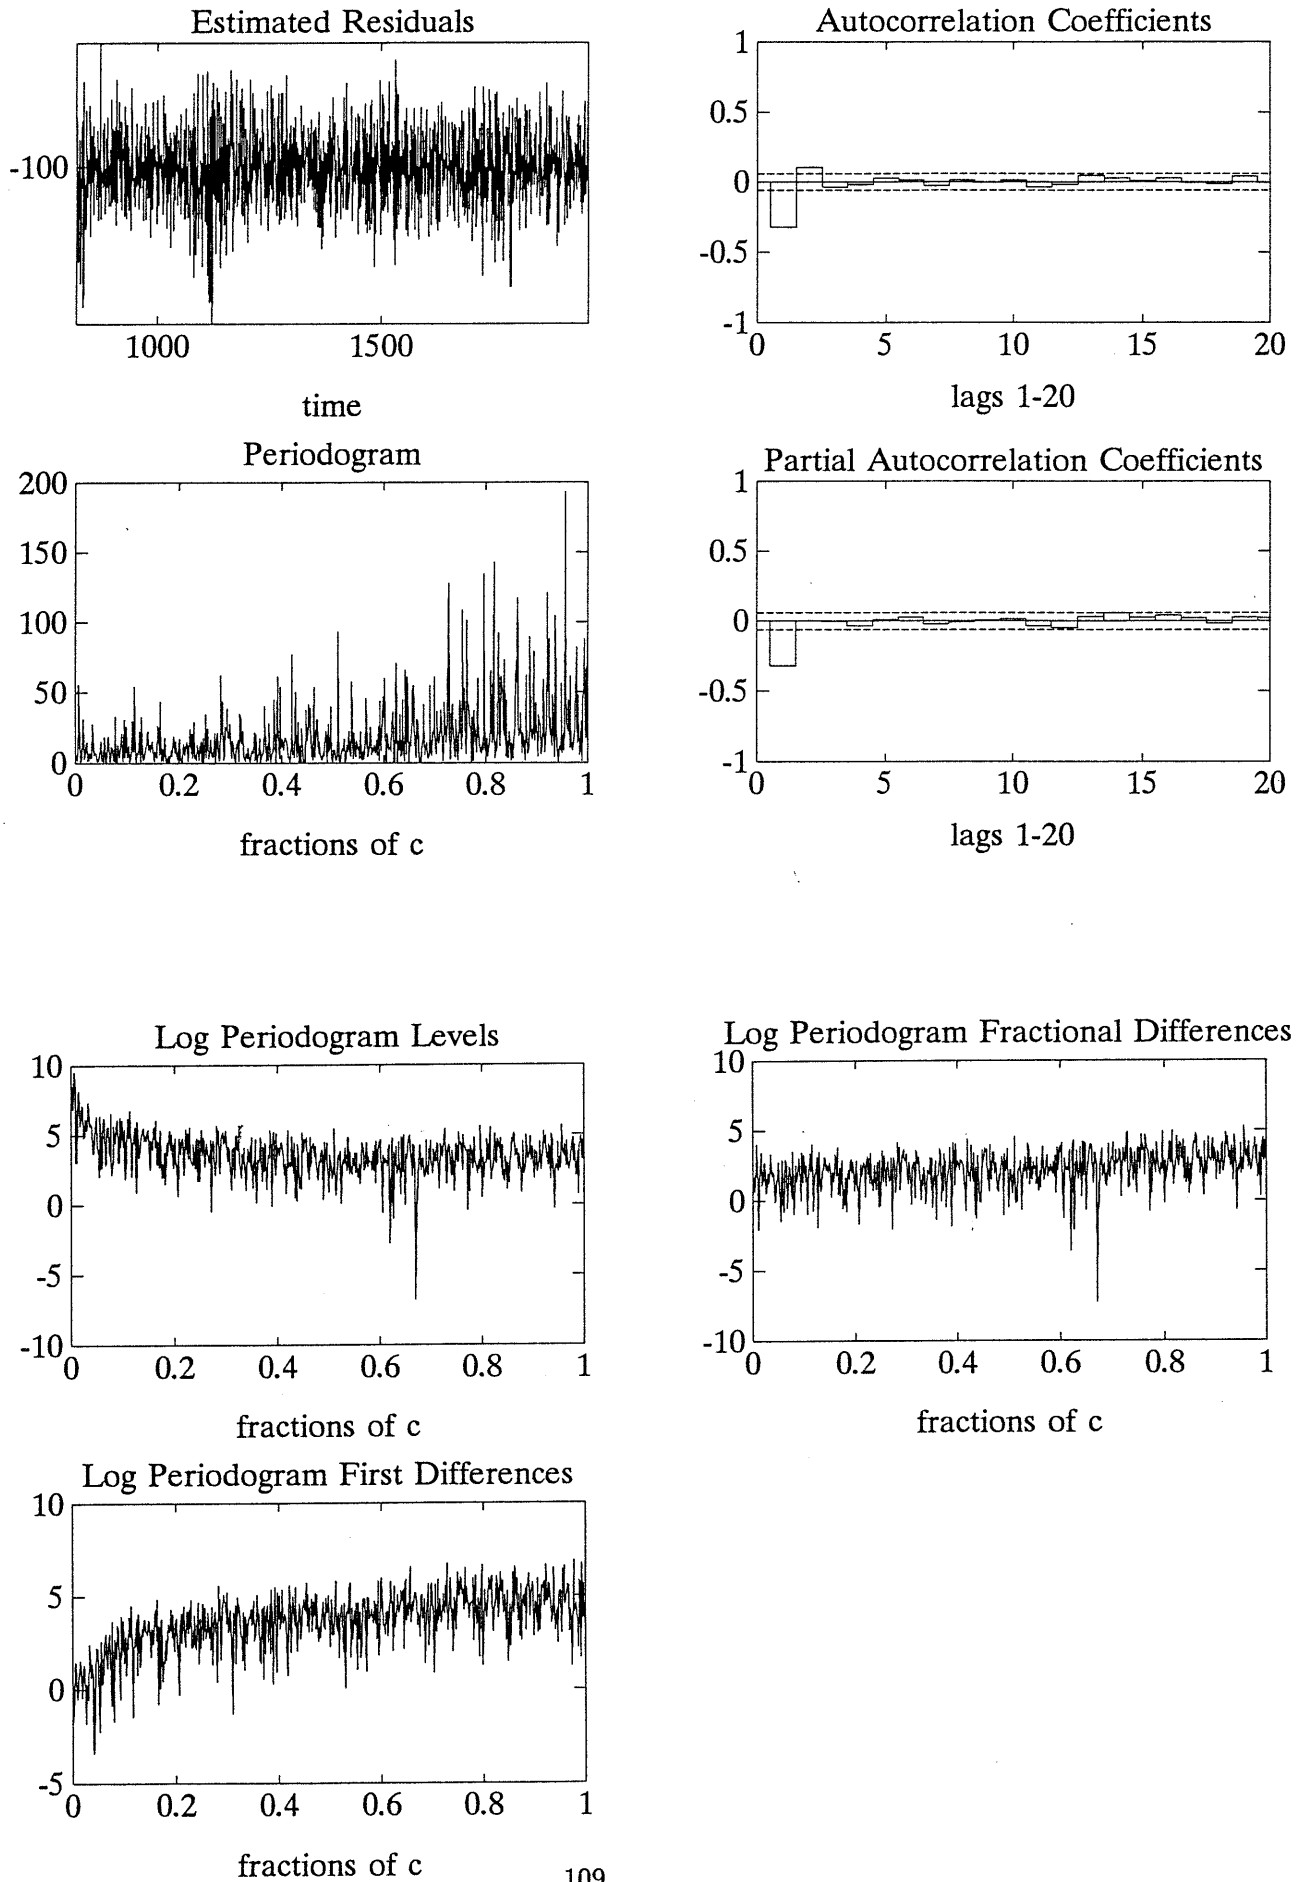 Estimated Residuals
-100
1000 1500
time
Autocorrelation Coefficients
1
0.5
0
-0.5
-1
0 5 10 15 20
lags 1-20
Periodogram
200
150
100
50
0
0 0.2 0.4 0.6 0.8 1
fractions of c
Partial Autocorrelation Coefficients
1
0.5
0
-0.5
-1
0 5 10 15 20
lags 1-20
Log Periodogram Levels
10
5
0
-5
-10
0 0.2 0.4 0.6 0.8 1
fractions of c
Log Periodogram Fractional Differences
10
5
0
-5
-10
0 0.2 0.4 0.6 0.8 1
fractions of c
Log Periodogram First Differences
10
5
0
-5
0 0.2 0.4 0.6 0.8 1
fractions of c
109